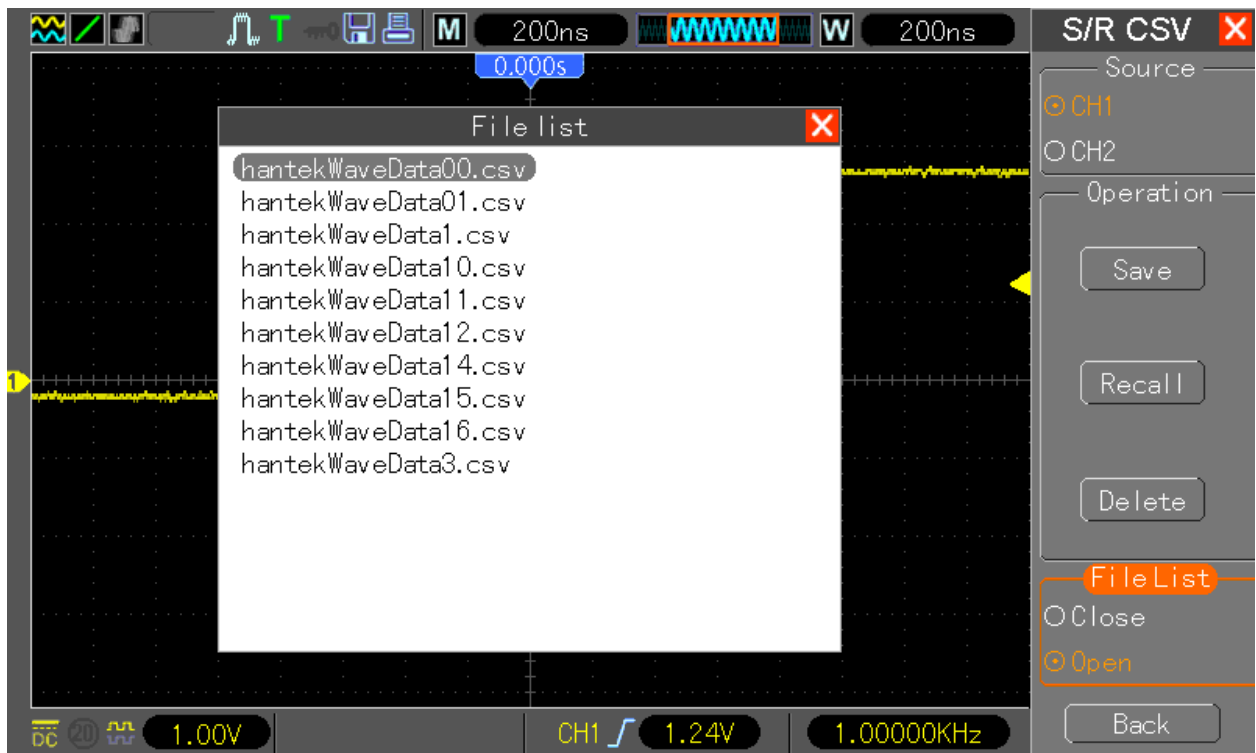 T M 200ns W 200ns S/R CSV
0.000s
Source
CH1
CH2
File list
hantekWaveData00.csv
hantekWaveData01.csv
hantekWaveData1.csv
hantekWaveData10.csv
hantekWaveData11.csv
hantekWaveData12.csv
hantekWaveData14.csv
hantekWaveData15.csv
hantekWaveData16.csv
hantekWaveData3.csv
1
Operation
Save
Recall
Delete
File List
Close
Open
Back
DC 20 1.00V CH1 1.24V 1.00000KHz